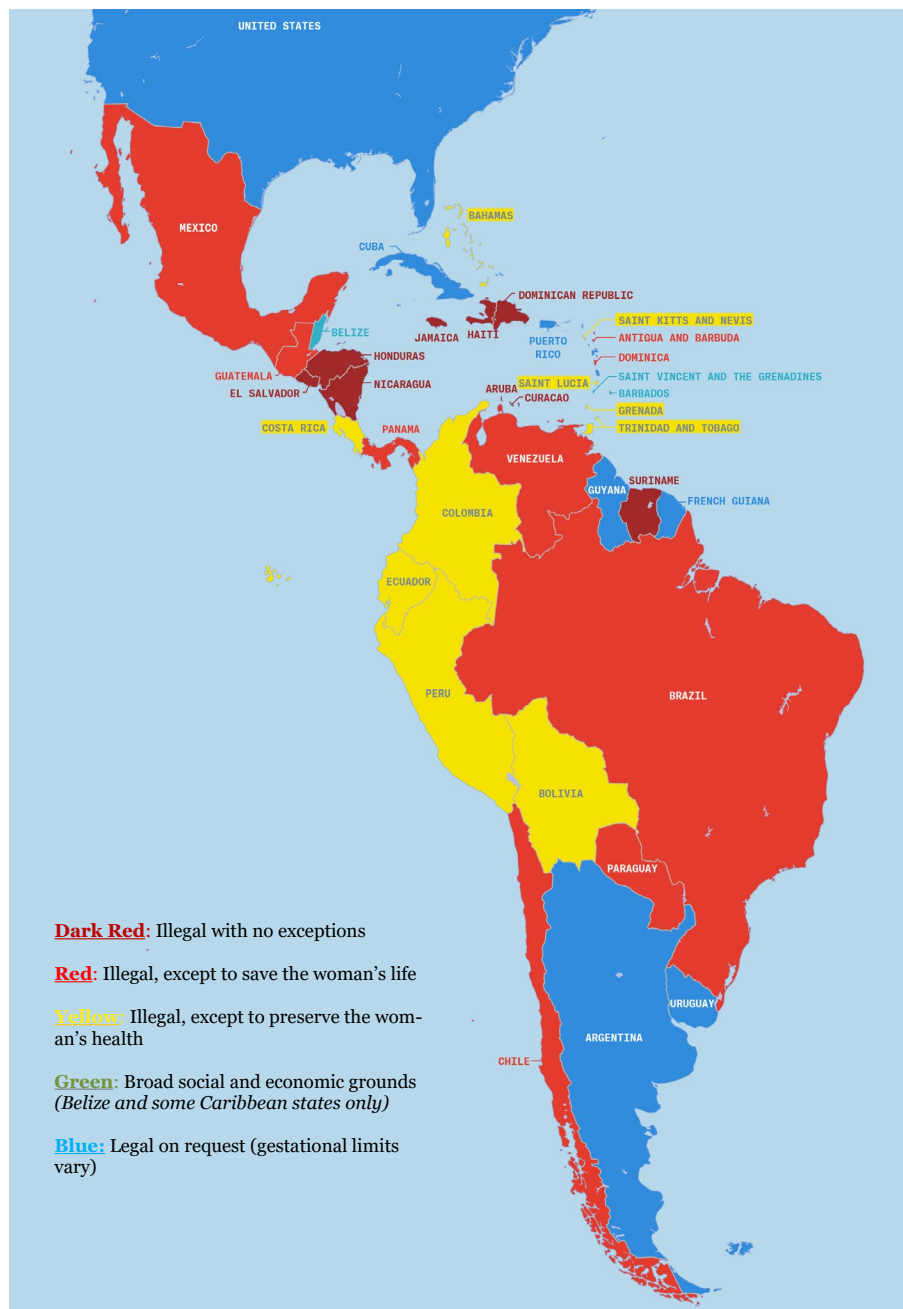 UNITED STATES
BAHAMAS
MEXICO
CUBA
DOMINICAN REPUBLIC
SAINT KITTS AND NEVIS
BELIZE
JAMAICA
HAITI
PUERTO
RICO
ANTIGUA AND BARBUDA
HONDURAS
DOMINICA
GUATEMALA
NICARAGUA
SAINT LUCIA
SAINT VINCENT AND THE GRENADINES
EL SALVADOR
ARUBA
CURACAO
BARBADOS
GRENADA
COSTA RICA
PANAMA
TRINIDAD AND TOBAGO
VENEZUELA
SURINAME
GUYANA
FRENCH GUIANA
COLOMBIA
ECUADOR
PERU
BRAZIL
BOLIVIA
PARAGUAY
Dark Red: Illegal with no exceptions
Red: Illegal, except to save the woman’s life
URUGUAY
Yellow: Illegal, except to preserve the wom-
an’s health
ARGENTINA
CHILE
Green: Broad social and economic grounds
(Belize and some Caribbean states only)
Blue: Legal on request (gestational limits
vary)